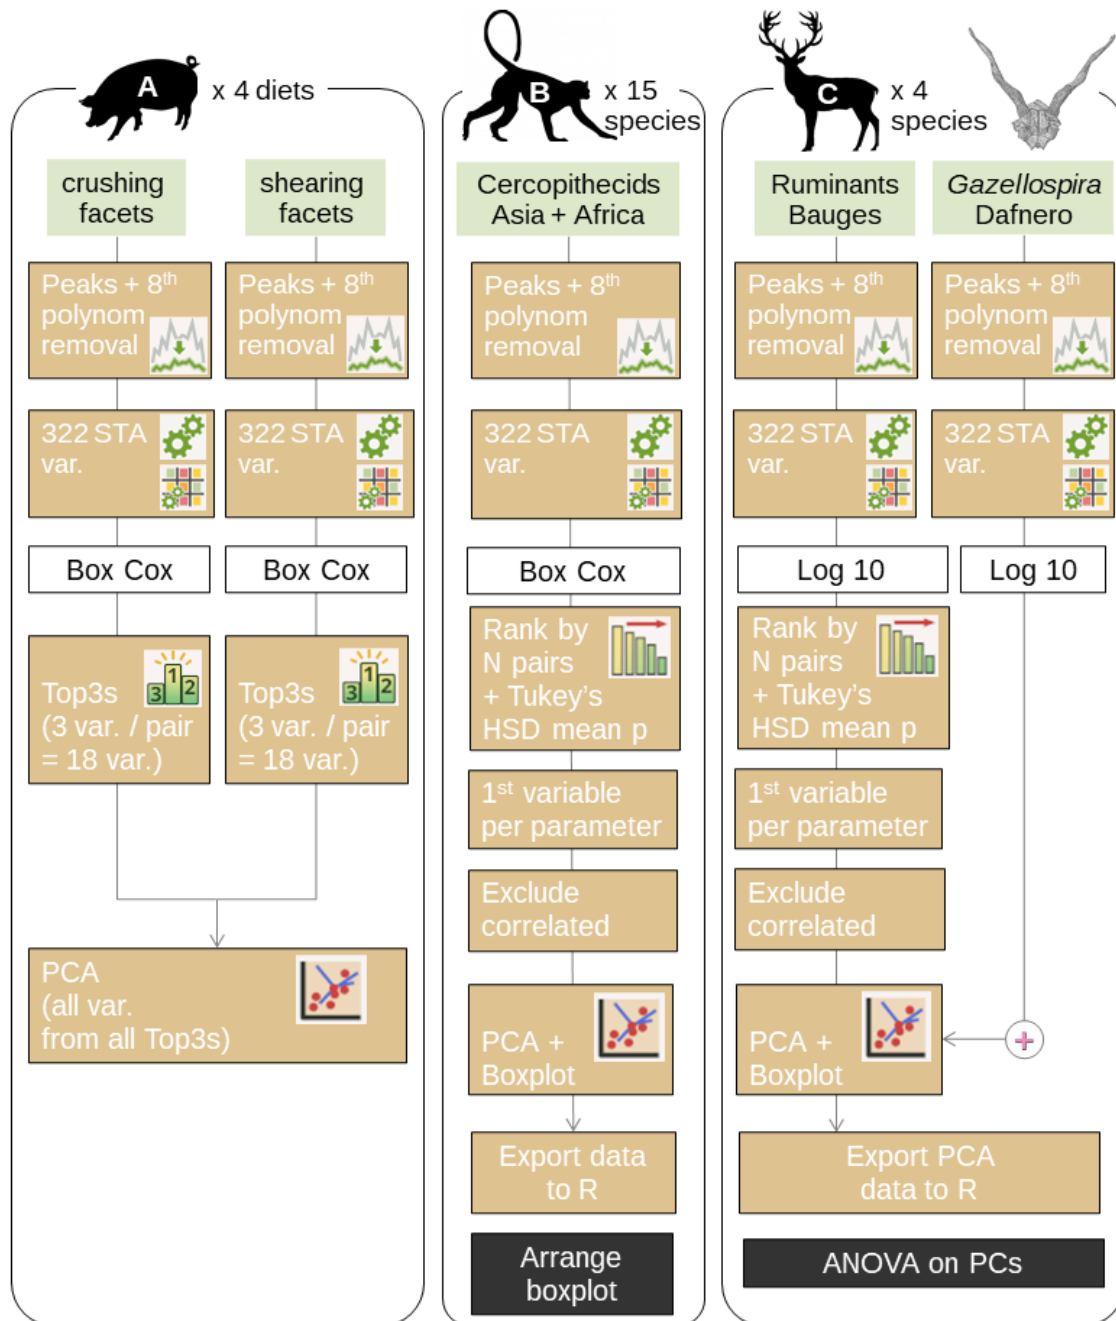 A
x 4 diets
crushing
facets
shearing
facets
Peaks + 8th
polynom
removal
Peaks + 8th
polynom
removal
322 STA
var.
322 STA
var.
Box Cox
Box Cox
3 1 2
Top3s
(3 var. / pair
= 18 var.)
3 1 2
Top3s
(3 var. / pair
= 18 var.)
PCA
(all var.
from all Top3s)
B
x 15
species
Cercopithecids
Asia + Africa
Peaks + 8th
polynom
removal
322 STA
var.
Box Cox
Rank by
N pairs
+ Tukey's
HSD mean p
1st variable
per parameter
Exclude
correlated
PCA +
Boxplot
Export data
to R
Arrange
boxplot
C
x 4
species
Ruminants
Bauges
Gazellospira
Dafnero
Peaks + 8th
polynom
removal
Peaks + 8th
polynom
removal
322 STA
var.
322 STA
var.
Log 10
Log 10
Rank by
N pairs
+ Tukey's
HSD mean p
1st variable
per parameter
Exclude
correlated
PCA +
Boxplot
+
Export PCA
data to R
ANOVA on PCs